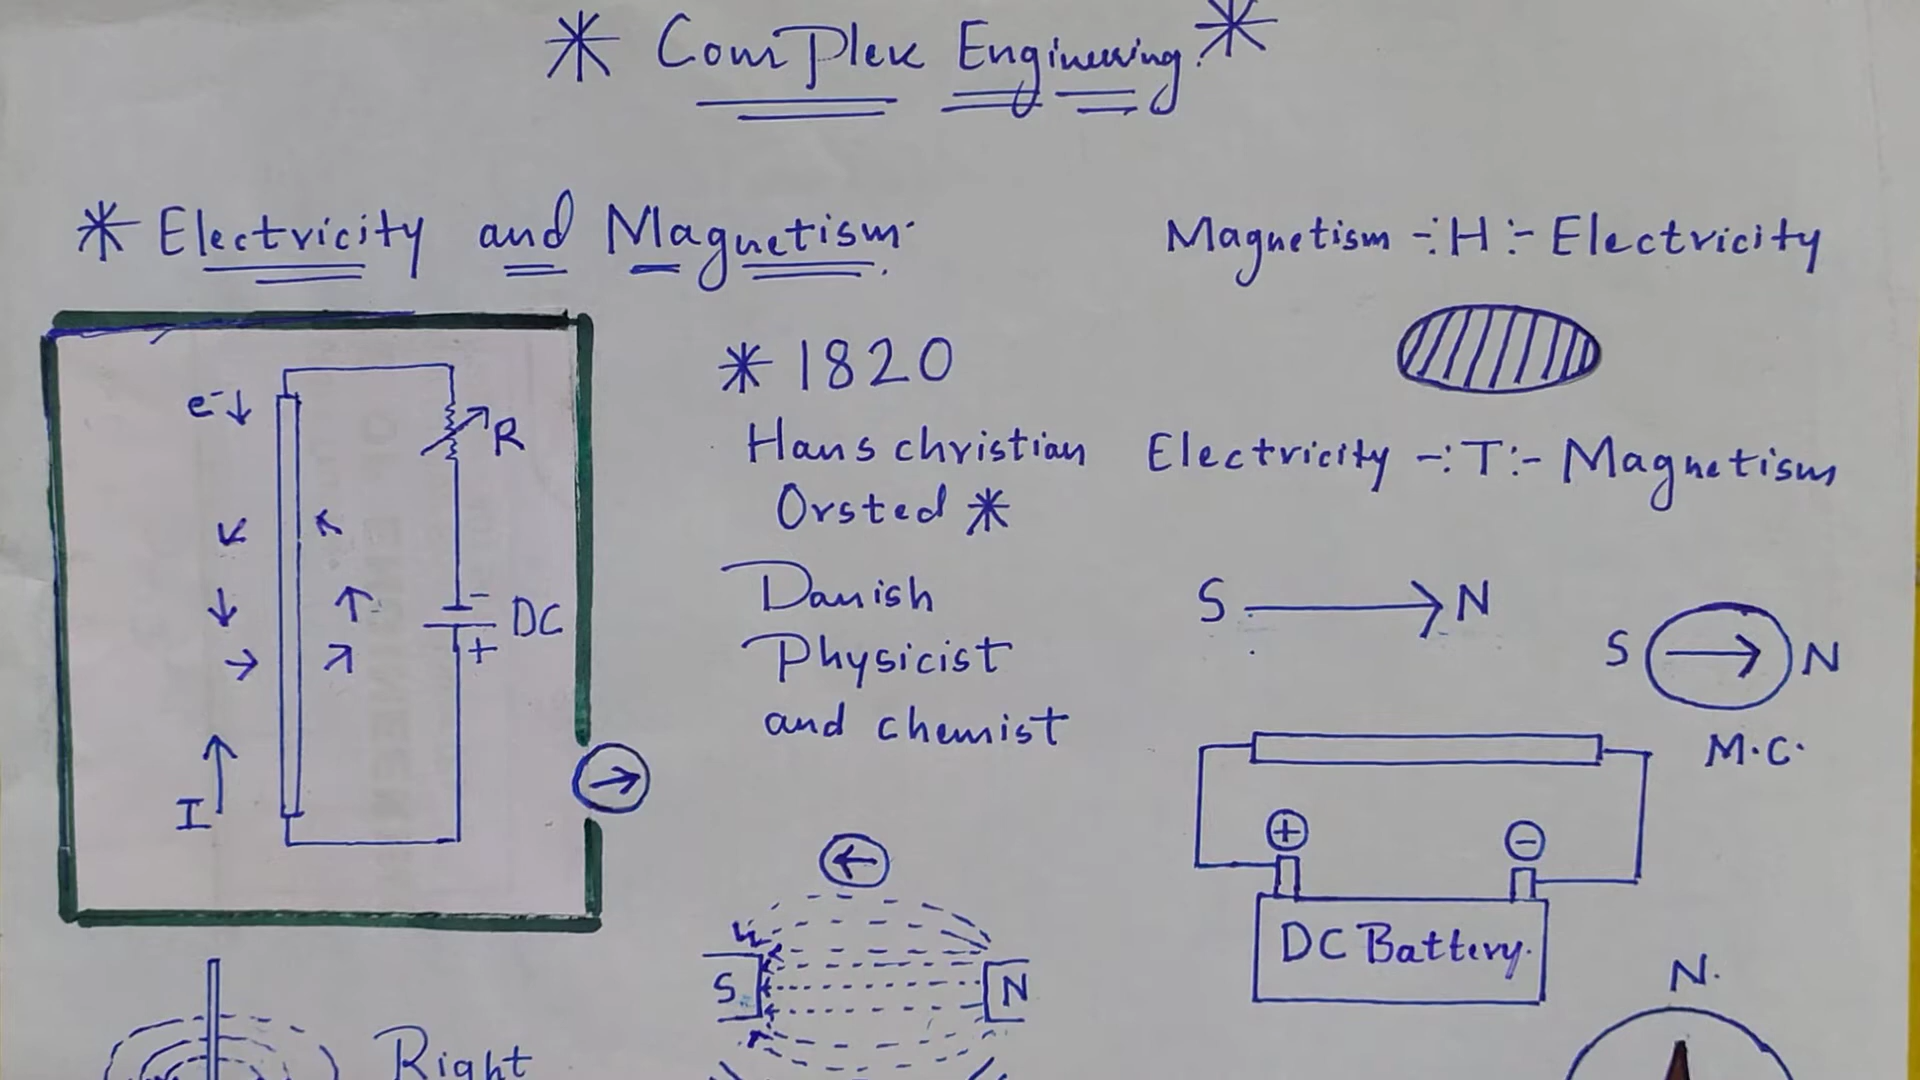 * Complex Engineering. *
* Electricity and Magnetism.
e⁻↓
R
- DC
+
I
* 1820
Hans christian
Orsted *
Danish
Physicist
and chemist
Magnetism -:H:- Electricity
Electricity -:T:- Magnetism
S → N
S → N
M.C.
+ -
DC Battery.
N.
S N
Right